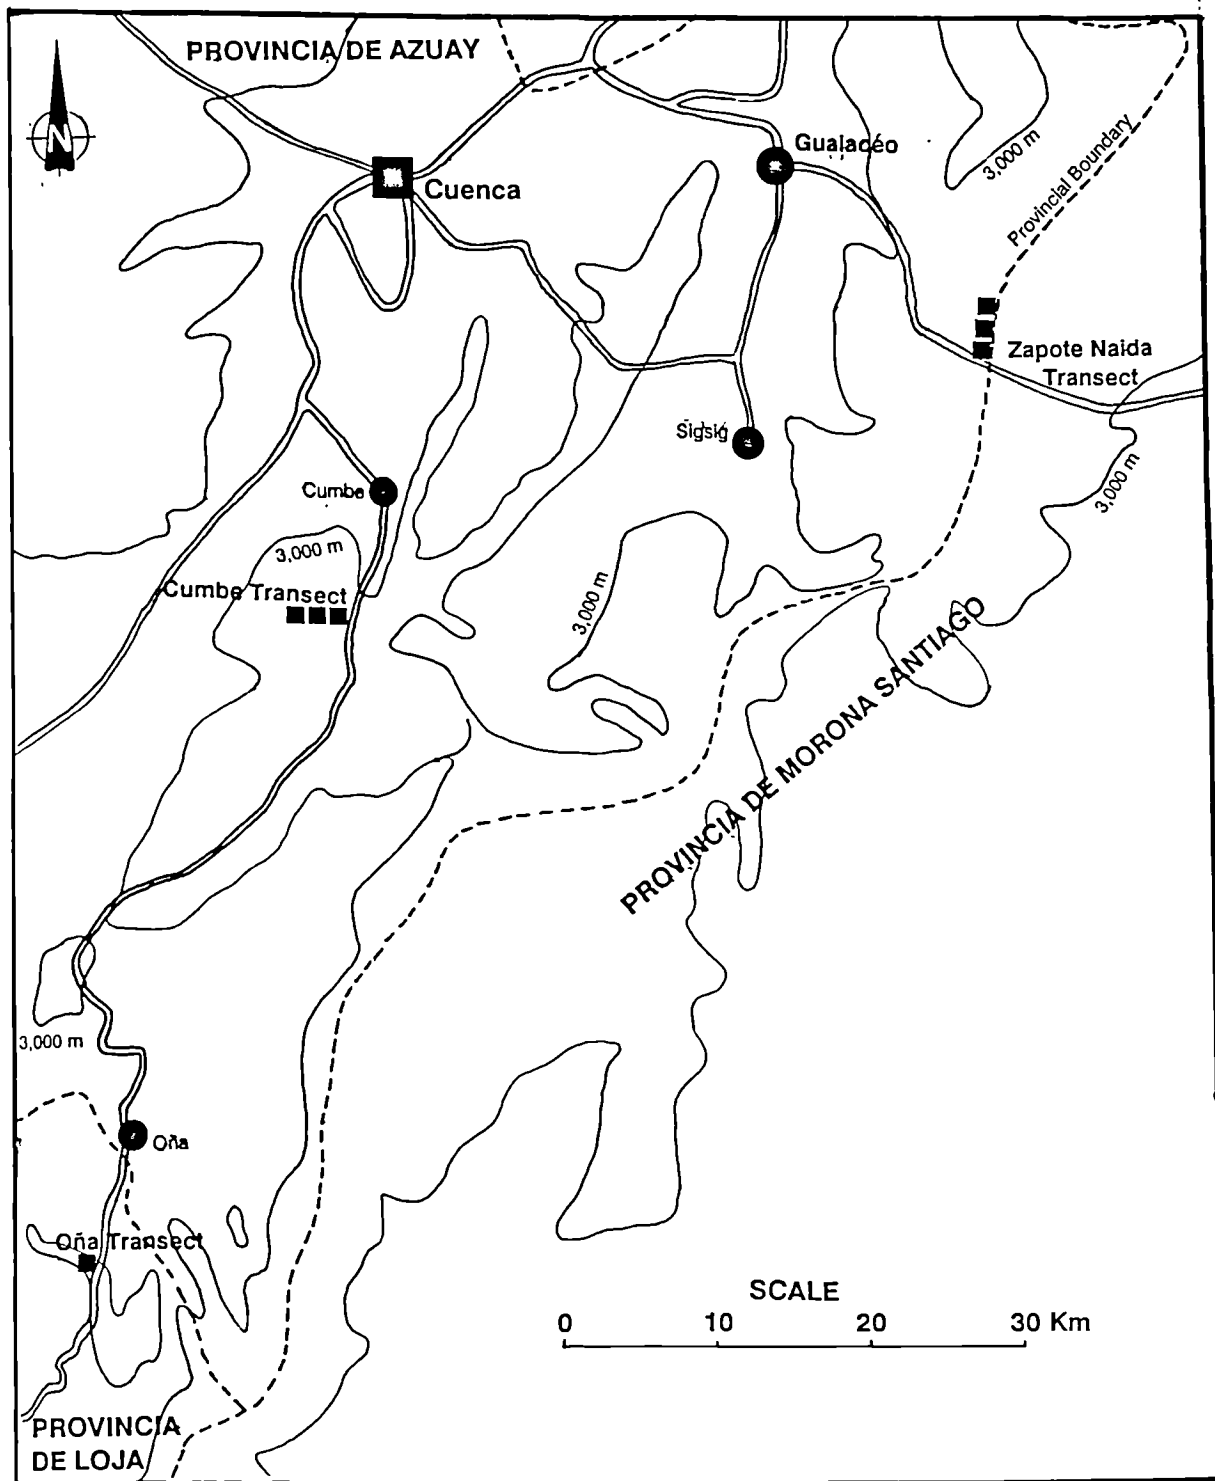 PROVINCIA DE AZUAY
N
Cuenca
Gualacéo
3,000 m
Provincial Boundary
Zapote Naida
Transect
Sigsig
3,000 m
Cumbe
3,000 m
Cumbe Transect
3,000 m
PROVINCIA DE MORONA SANTIAGO
3,000 m
Oña
Oña Transect
SCALE
0 10 20 30 Km
PROVINCIA
DE LOJA